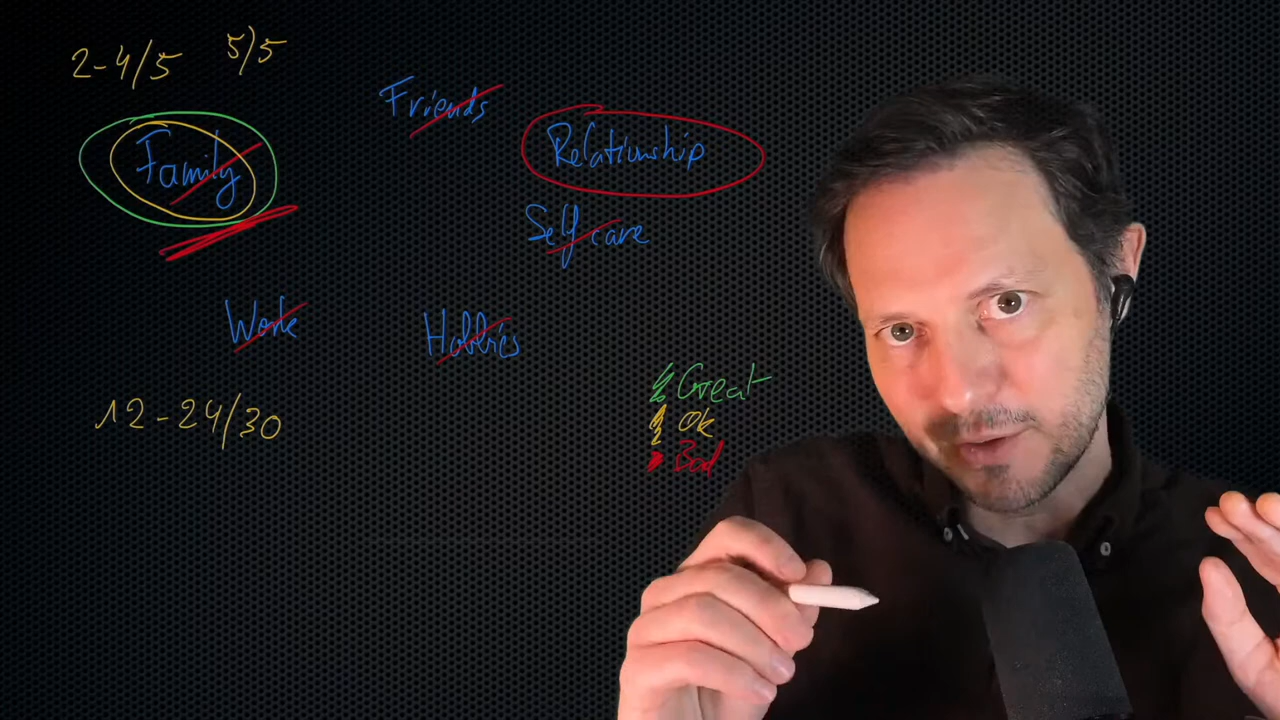 2-4/5
5/5
Friends
Family
Relationship
Self care
Work
Hobbies
Great
Ok
Bad
12-24/30